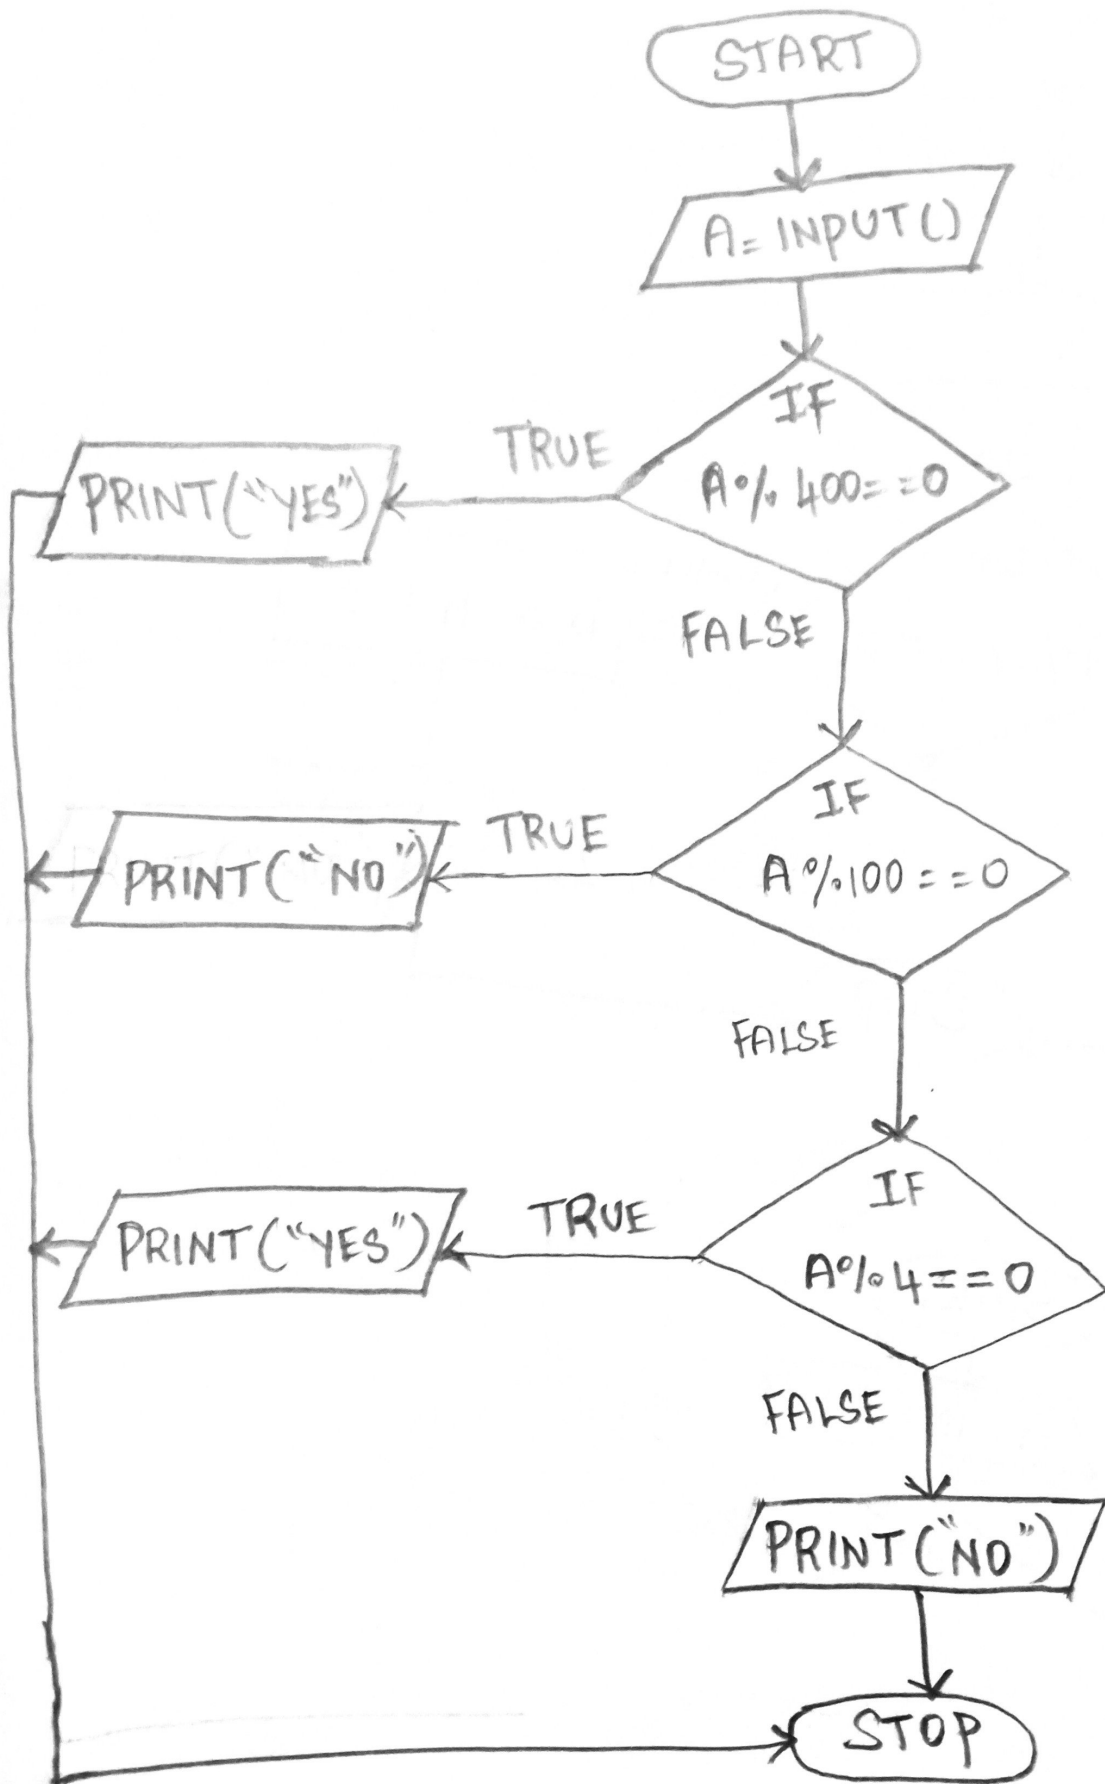 START
A= INPUT()
IF
A% 400==0
TRUE
PRINT("YES")
FALSE
IF
A%100==0
TRUE
PRINT("NO")
FALSE
IF
A%4==0
TRUE
PRINT("YES")
FALSE
PRINT("NO")
STOP